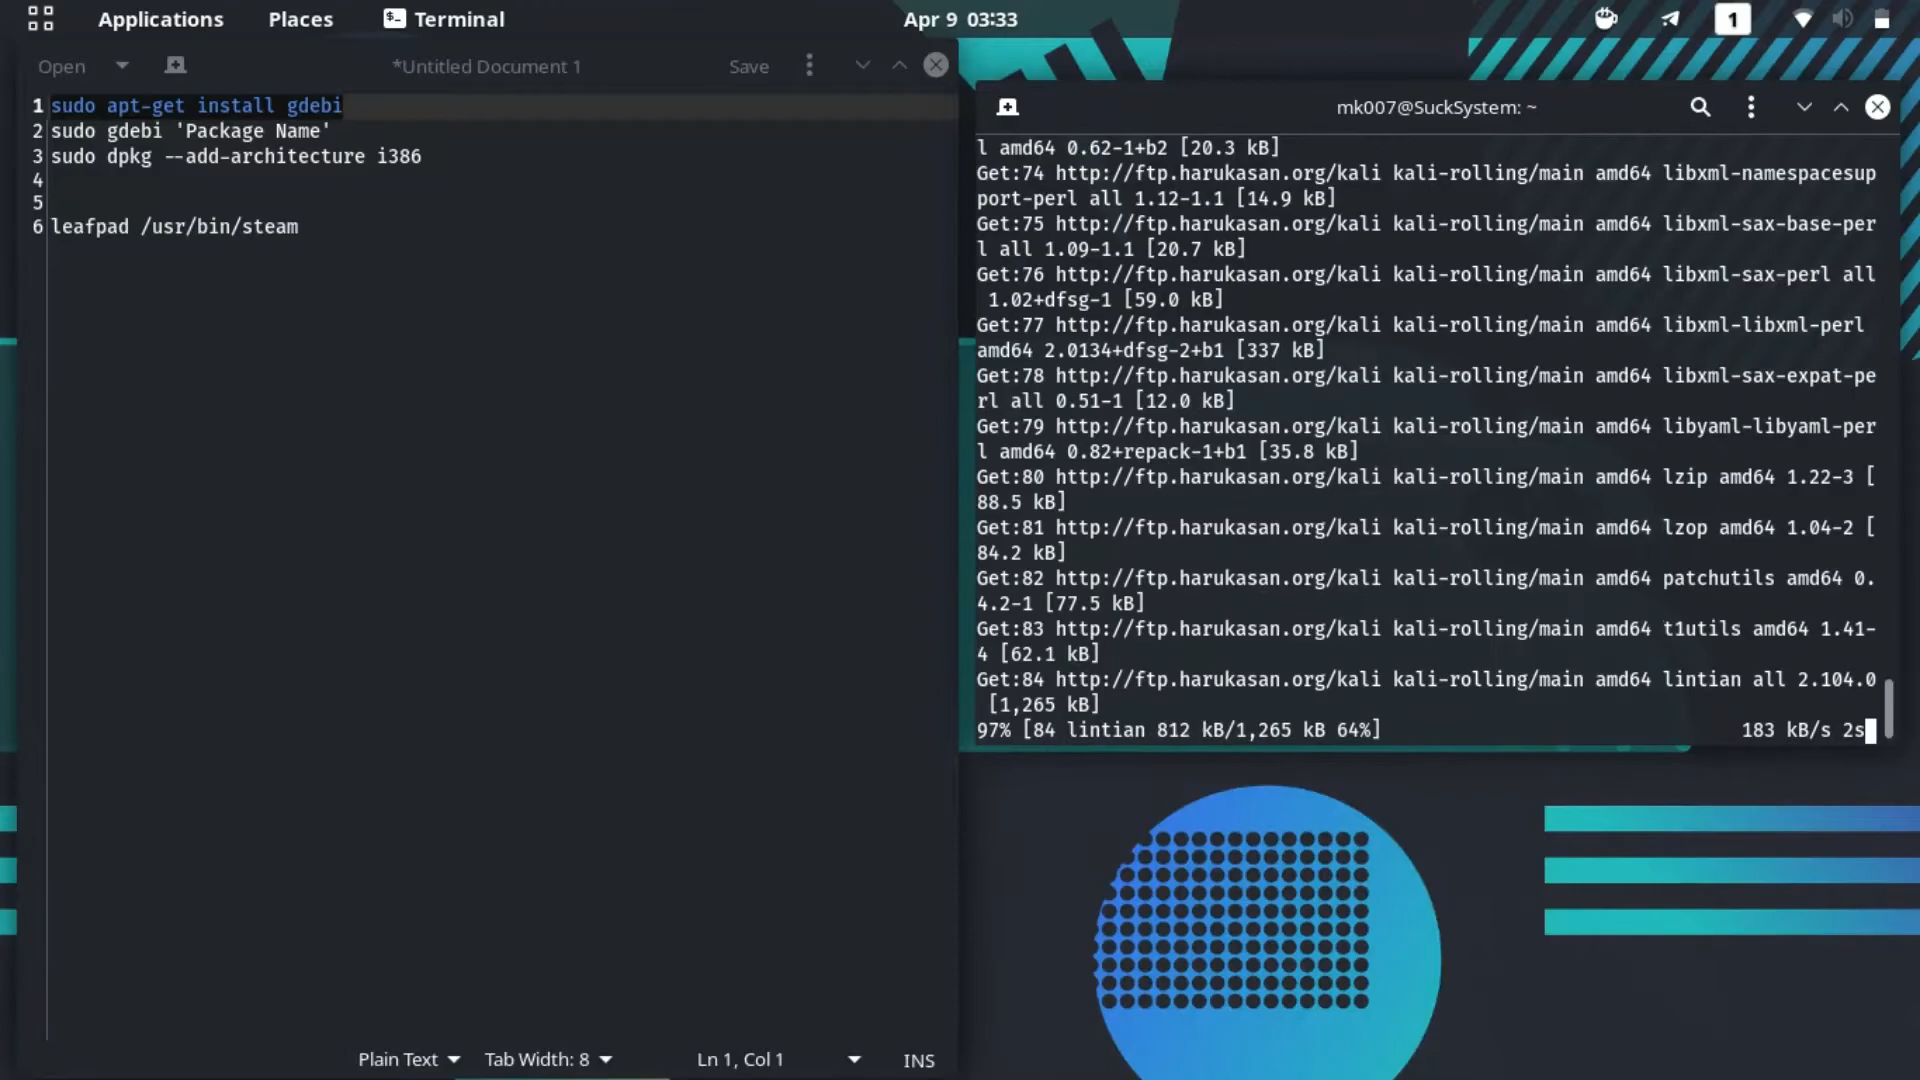 Applications Places Terminal Apr 9 03:33 1
Open *Untitled Document 1 Save
1 sudo apt-get install gdebi
2 sudo gdebi 'Package Name'
3 sudo dpkg --add-architecture i386
4
5
6 leafpad /usr/bin/steam
Plain Text Tab Width: 8 Ln 1, Col 1 INS
mk007@SuckSystem: ~
l amd64 0.62-1+b2 [20.3 kB]
Get:74 http://ftp.harukasan.org/kali kali-rolling/main amd64 libxml-namespacesup
port-perl all 1.12-1.1 [14.9 kB]
Get:75 http://ftp.harukasan.org/kali kali-rolling/main amd64 libxml-sax-base-per
l all 1.09-1.1 [20.7 kB]
Get:76 http://ftp.harukasan.org/kali kali-rolling/main amd64 libxml-sax-perl all
 1.02+dfsg-1 [59.0 kB]
Get:77 http://ftp.harukasan.org/kali kali-rolling/main amd64 libxml-libxml-perl
amd64 2.0134+dfsg-2+b1 [337 kB]
Get:78 http://ftp.harukasan.org/kali kali-rolling/main amd64 libxml-sax-expat-pe
rl all 0.51-1 [12.0 kB]
Get:79 http://ftp.harukasan.org/kali kali-rolling/main amd64 libyaml-libyaml-per
l amd64 0.82+repack-1+b1 [35.8 kB]
Get:80 http://ftp.harukasan.org/kali kali-rolling/main amd64 lzip amd64 1.22-3 [
88.5 kB]
Get:81 http://ftp.harukasan.org/kali kali-rolling/main amd64 lzop amd64 1.04-2 [
84.2 kB]
Get:82 http://ftp.harukasan.org/kali kali-rolling/main amd64 patchutils amd64 0.
4.2-1 [77.5 kB]
Get:83 http://ftp.harukasan.org/kali kali-rolling/main amd64 t1utils amd64 1.41-
4 [62.1 kB]
Get:84 http://ftp.harukasan.org/kali kali-rolling/main amd64 lintian all 2.104.0
 [1,265 kB]
97% [84 lintian 812 kB/1,265 kB 64%] 183 kB/s 2s